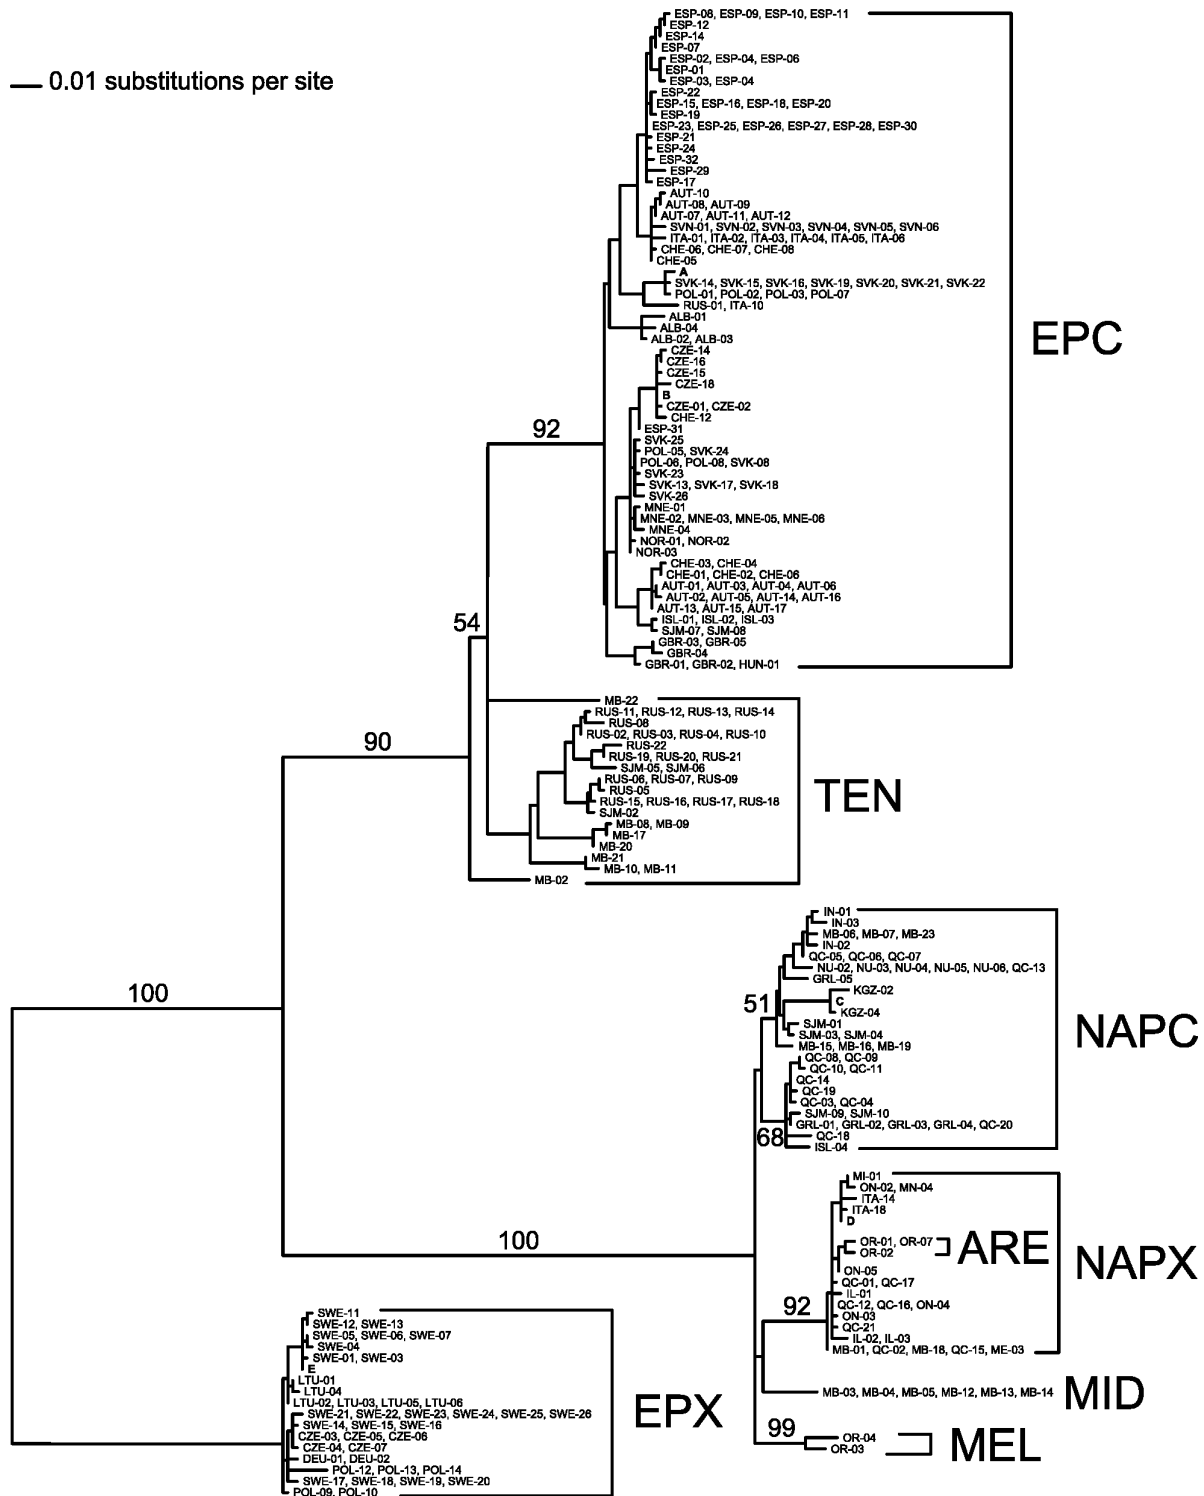 ESP-08, ESP-09, ESP-10, ESP-11
ESP-12
ESP-14
ESP-07
ESP-02, ESP-04, ESP-06
ESP-01
ESP-03, ESP-04
0.01 substitutions per site
ESP-22
ESP-15, ESP-16, ESP-18, ESP-20
ESP-19
ESP-23, ESP-25, ESP-26, ESP-27, ESP-28, ESP-30
ESP-21
ESP-24
ESP-32
ESP-29
ESP-17
AUT-10
AUT-08, AUT-09
AUT-07, AUT-11, AUT-12
SVN-01, SVN-02, SVN-03, SVN-04, SVN-05, SVN-06
ITA-01, ITA-02, ITA-03, ITA-04, ITA-05, ITA-06
CHE-06, CHE-07, CHE-08
CHE-05
A
SVK-14, SVK-15, SVK-16, SVK-19, SVK-20, SVK-21, SVK-22
POL-01, POL-02, POL-03, POL-07
RUS-01, ITA-10
ALB-01
ALB-04
ALB-02, ALB-03
EPC
CZE-14
CZE-16
CZE-15
CZE-18
B
CZE-01, CZE-02
CHE-12
ESP-31
92
SVK-25
POL-05, SVK-24
POL-06, POL-08, SVK-08
SVK-23
SVK-13, SVK-17, SVK-18
SVK-26
MNE-01
MNE-02, MNE-03, MNE-05, MNE-06
MNE-04
NOR-01, NOR-02
NOR-03
CHE-03, CHE-04
CHE-01, CHE-02, CHE-06
AUT-01, AUT-03, AUT-04, AUT-06
AUT-02, AUT-05, AUT-14, AUT-16
AUT-13, AUT-15, AUT-17
ISL-01, ISL-02, ISL-03
SJM-07, SJM-08
54
GBR-03, GBR-05
GBR-04
GBR-01, GBR-02, HUN-01
MB-22
RUS-11, RUS-12, RUS-13, RUS-14
RUS-08
RUS-02, RUS-03, RUS-04, RUS-10
90
RUS-22
RUS-19, RUS-20, RUS-21
SJM-05, SJM-06
RUS-06, RUS-07, RUS-09
RUS-05
TEN
RUS-15, RUS-16, RUS-17, RUS-18
SJM-02
MB-08, MB-09
MB-17
MB-20
MB-21
MB-10, MB-11
MB-02
IN-01
IN-03
MB-06, MB-07, MB-23
IN-02
QC-05, QC-06, QC-07
NU-02, NU-03, NU-04, NU-05, NU-06, QC-13
GRL-05
100
KGZ-02
51
C
KGZ-04
SJM-01
NAPC
SJM-03, SJM-04
MB-15, MB-16, MB-19
QC-08, QC-09
QC-10, QC-11
QC-14
QC-19
QC-03, QC-04
SJM-09, SJM-10
GRL-01, GRL-02, GRL-03, GRL-04, QC-20
68
QC-18
ISL-04
MI-01
ON-02, MN-04
ITA-14
ITA-18
D
100
OR-01, OR-07
ARE
OR-02
NAPX
ON-05
QC-01, QC-17
IL-01
92
QC-12, QC-16, ON-04
ON-03
QC-21
IL-02, IL-03
MB-01, QC-02, MB-18, QC-15, ME-03
SWE-11
SWE-12, SWE-13
SWE-05, SWE-06, SWE-07
SWE-04
SWE-01, SWE-03
E
LTU-01
LTU-04
MB-03, MB-04, MB-05, MB-12, MB-13, MB-14
MID
LTU-02, LTU-03, LTU-05, LTU-06
EPX
SWE-21, SWE-22, SWE-23, SWE-24, SWE-25, SWE-26
SWE-14, SWE-15, SWE-16
99
CZE-03, CZE-05, CZE-06
OR-04
MEL
CZE-04, CZE-07
OR-03
DEU-01, DEU-02
POL-12, POL-13, POL-14
SWE-17, SWE-18, SWE-19, SWE-20
POL-09, POL-10